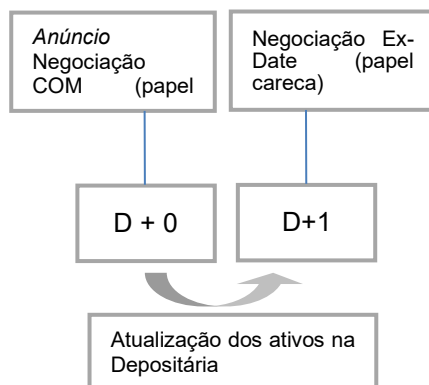 Anúncio
Negociação
COM (papel
Negociação Ex-
Date (papel
careca)
D + 0
D+1
Atualização dos ativos na
Depositária